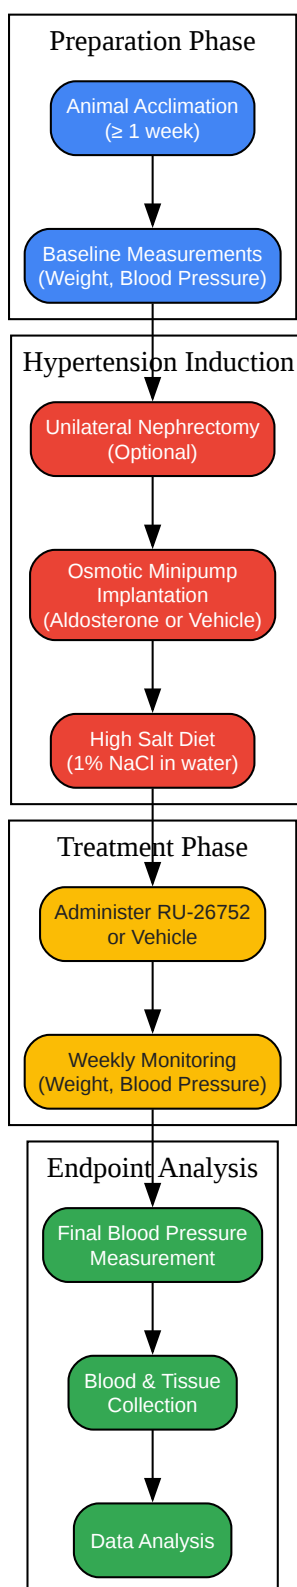 Preparation Phase
Animal Acclimation
(≥ 1 week)
Baseline Measurements
(Weight, Blood Pressure)
Hypertension Induction
Unilateral Nephrectomy
(Optional)
Osmotic Minipump
Implantation
(Aldosterone or Vehicle)
High Salt Diet
(1% NaCl in water)
Treatment Phase
Administer RU-26752
or Vehicle
Weekly Monitoring
(Weight, Blood Pressure)
Endpoint Analysis
Final Blood Pressure
Measurement
Blood & Tissue
Collection
Data Analysis